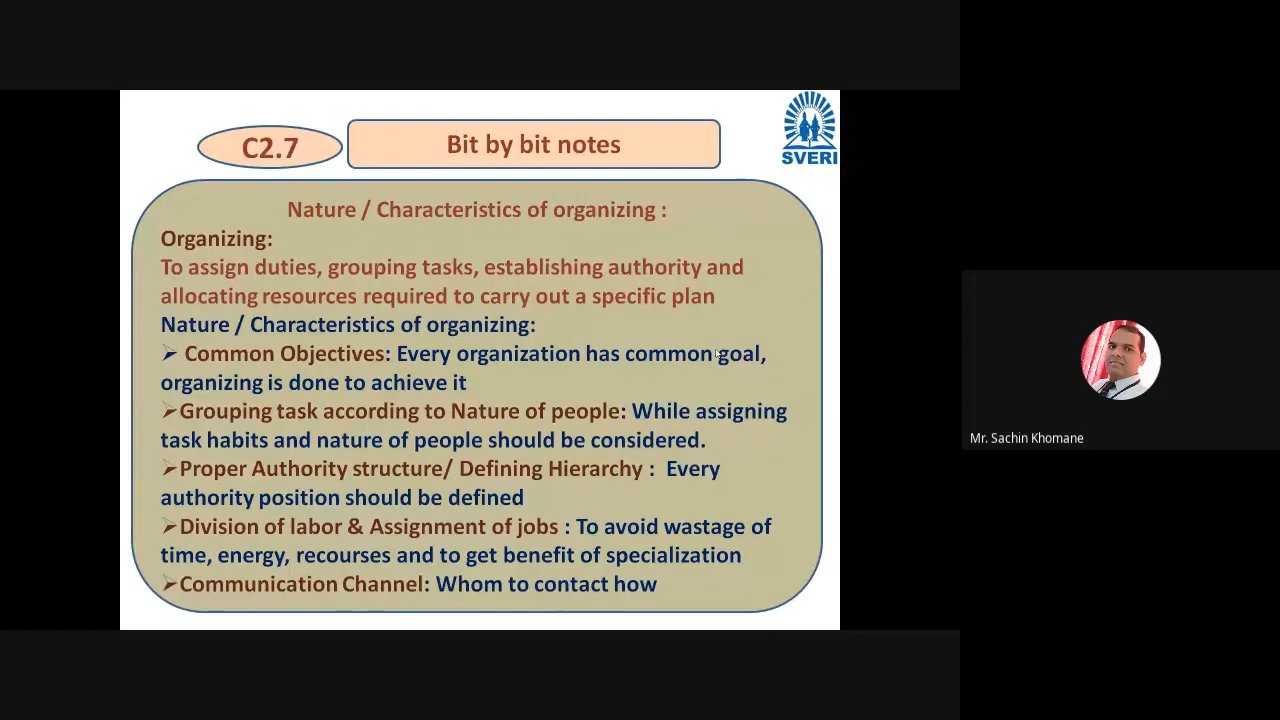 C2.7
Bit by bit notes
SVERI
Nature / Characteristics of organizing :
Organizing:
To assign duties, grouping tasks, establishing authority and
allocating resources required to carry out a specific plan
Nature / Characteristics of organizing:
➢ Common Objectives: Every organization has common goal,
organizing is done to achieve it
➢Grouping task according to Nature of people: While assigning
task habits and nature of people should be considered.
➢Proper Authority structure/ Defining Hierarchy : Every
authority position should be defined
➢Division of labor & Assignment of jobs : To avoid wastage of
time, energy, recourses and to get benefit of specialization
➢Communication Channel: Whom to contact how
Mr. Sachin Khomane